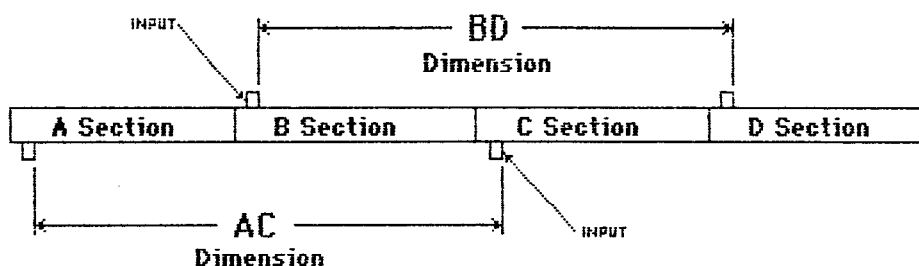 INPUT
BD
Dimension
A Section
B Section
C Section
D Section
AC
INPUT
Dimension